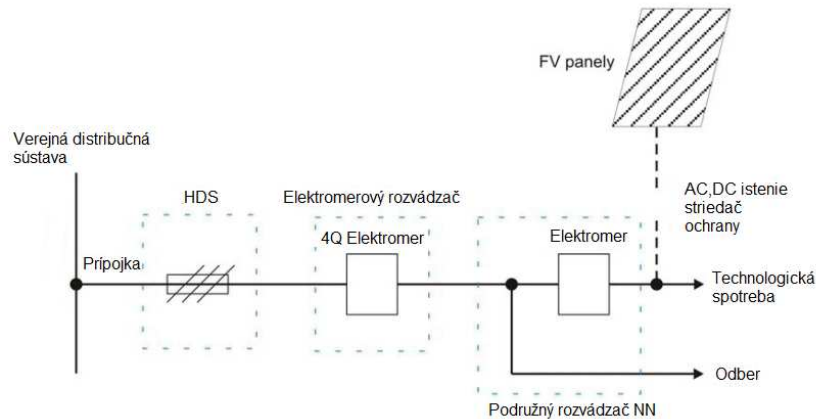 FV panely
Verejná distribučná
sústava
HDS
Elektromerový rozvádzač
AC,DC istenie
striedač
ochrany
4Q Elektromer
Elektromer
Prípojka
Technologická
spotreba
Odber
Podružný rozvádzač NN